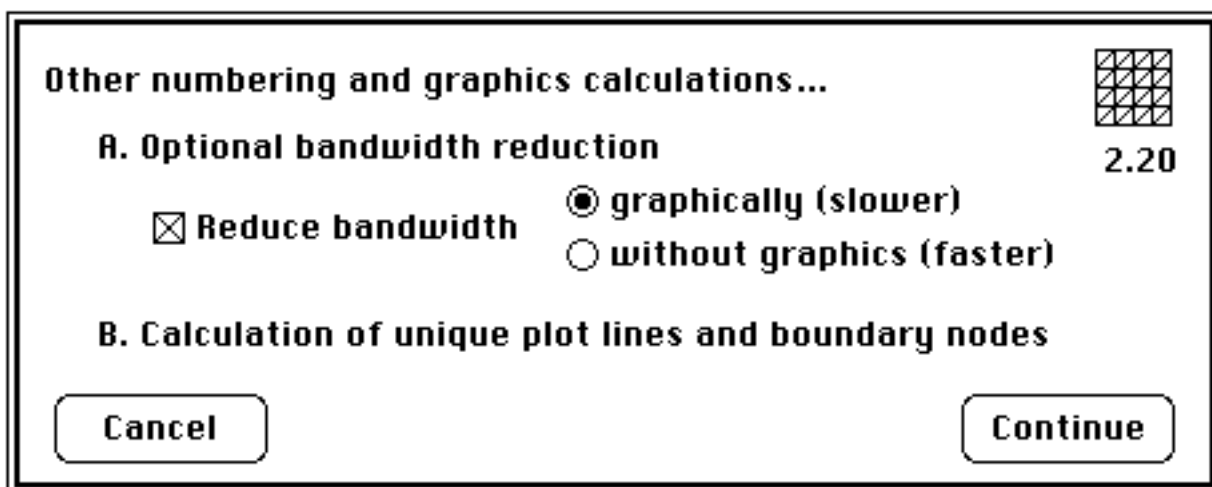 Other numbering and graphics calculations...
A. Optional bandwidth reduction
2.20
Reduce bandwidth
graphically (slower)
without graphics (faster)
B. Calculation of unique plot lines and boundary nodes
Cancel
Continue